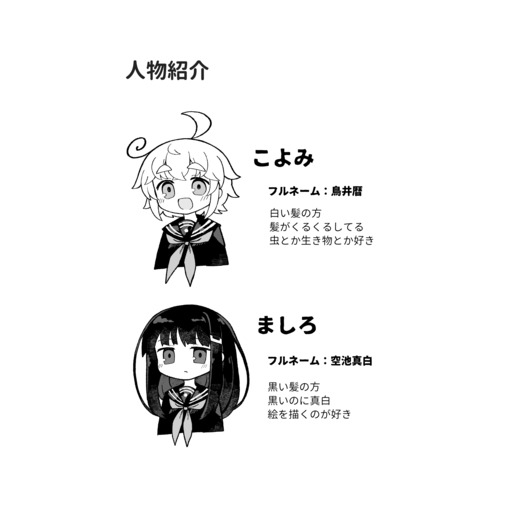 人物紹介
こよみ
フルネーム：鳥井暦
白い髪の方
髪がくるくるしてる
虫とか生き物とか好き
ましろ
フルネーム：空池真白
黒い髪の方
黒いのに真白
絵を描くのが好き